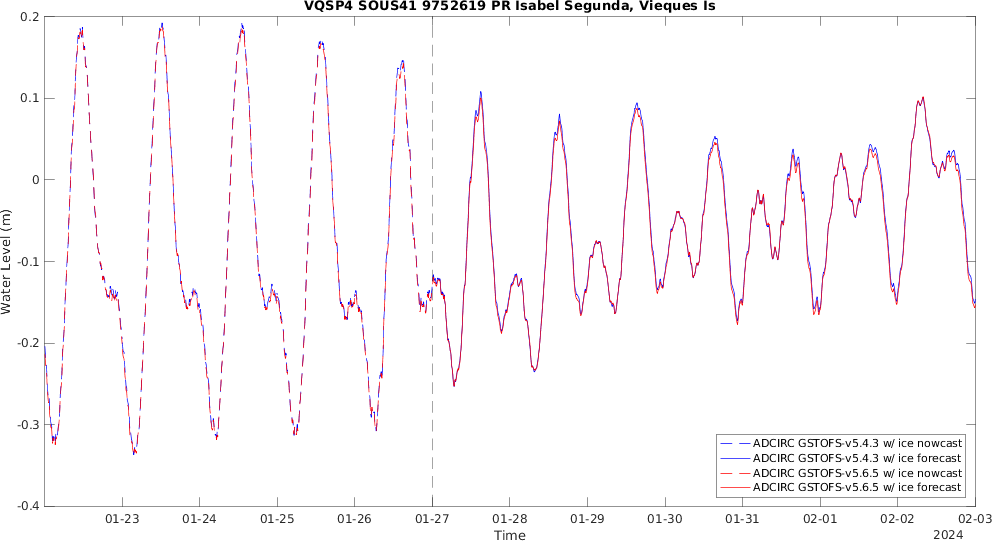 VQSP4 SOUS41 9752619 PR Isabel Segunda, Vieques Is
Water Level (m)
0.2
0.1
0
-0.1
-0.2
-0.3
-0.4
ADCIRC GSTOFS-v5.4.3 w/ ice nowcast
ADCIRC GSTOFS-v5.4.3 w/ ice forecast
ADCIRC GSTOFS-v5.6.5 w/ ice nowcast
ADCIRC GSTOFS-v5.6.5 w/ ice forecast
01-23 01-24 01-25 01-26 01-27 01-28 01-29 01-30 01-31 02-01 02-02 02-03
Time
2024